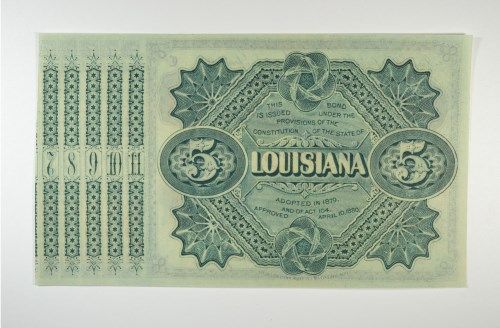 THIS BOND
IS ISSUED UNDER THE
PROVISIONS OF THE
CONSTITUTION OF THE STATE OF
5 LOUISIANA 5
ADOPTED IN 1879,
AND OF ACT 104,
APPROVED APRIL 10, 1880.
7 8 9 10 11